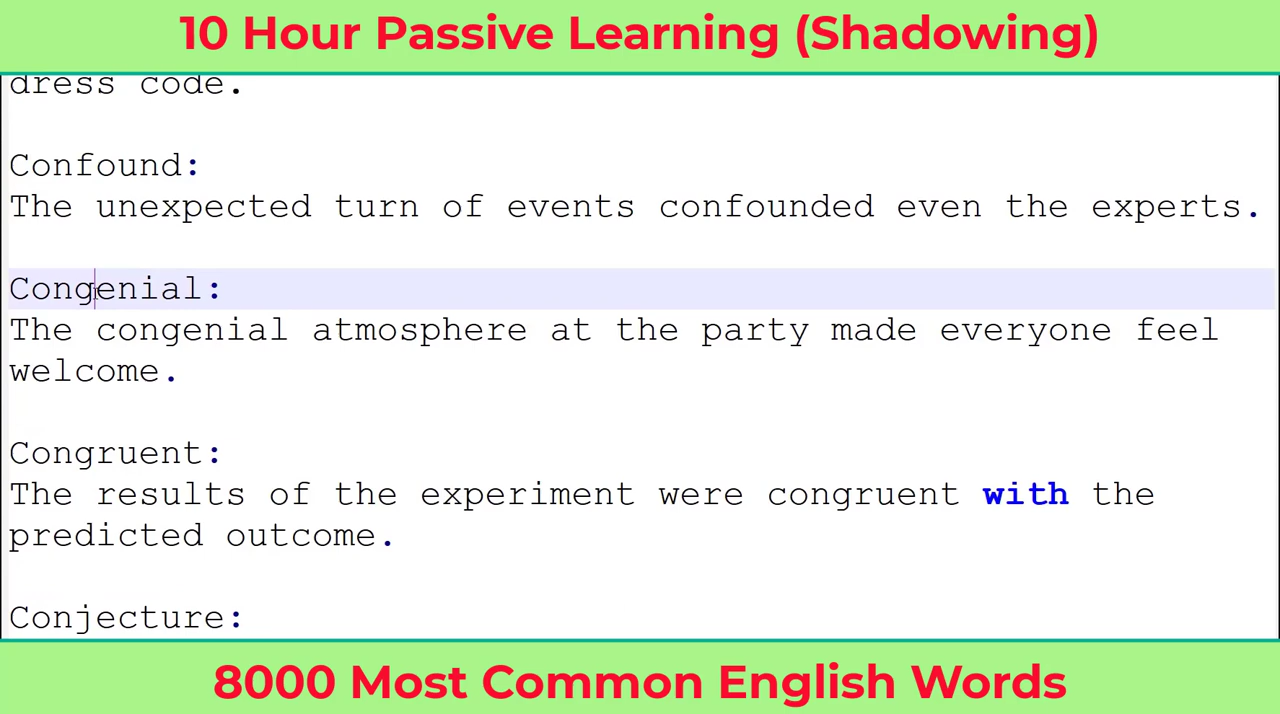 10 Hour Passive Learning (Shadowing)
dress code.
Confound:
The unexpected turn of events confounded even the experts.
Congenial:
The congenial atmosphere at the party made everyone feel
welcome.
Congruent:
The results of the experiment were congruent with the
predicted outcome.
Conjecture:
8000 Most Common English Words